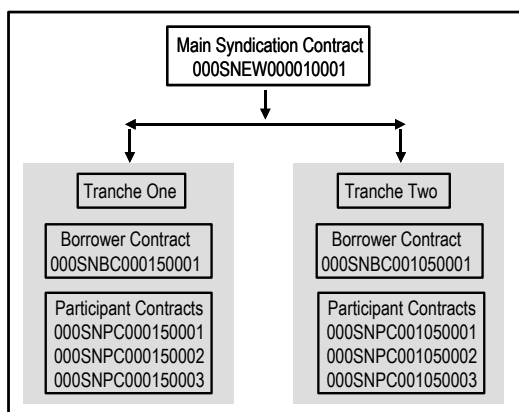 Main Syndication Contract
000SNEW000010001
Tranche One
Borrower Contract
000SNBC000150001
Participant Contracts
000SNPC000150001
000SNPC000150002
000SNPC000150003
Tranche Two
Borrower Contract
000SNBC001050001
Participant Contracts
000SNPC001050001
000SNPC001050002
000SNPC001050003